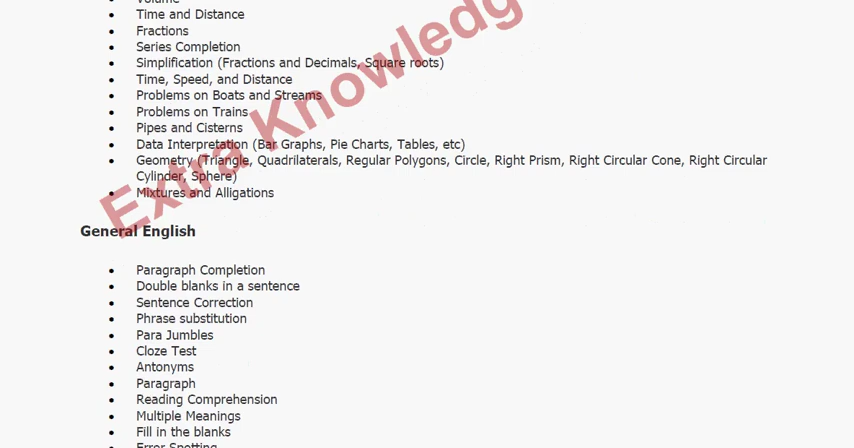 Volume
Time and Distance
Fractions
Series Completion
Simplification (Fractions and Decimals, Square roots)
Time, Speed, and Distance
Problems on Boats and Streams
Problems on Trains
Pipes and Cisterns
Data Interpretation (Bar Graphs, Pie Charts, Tables, etc)
Geometry (Triangle, Quadrilaterals, Regular Polygons, Circle, Right Prism, Right Circular Cone, Right Circular
Cylinder, Sphere)
Mixtures and Alligations
Extra Knowledg
General English
Paragraph Completion
Double blanks in a sentence
Sentence Correction
Phrase substitution
Para Jumbles
Cloze Test
Antonyms
Paragraph
Reading Comprehension
Multiple Meanings
Fill in the blanks
Error Spotting